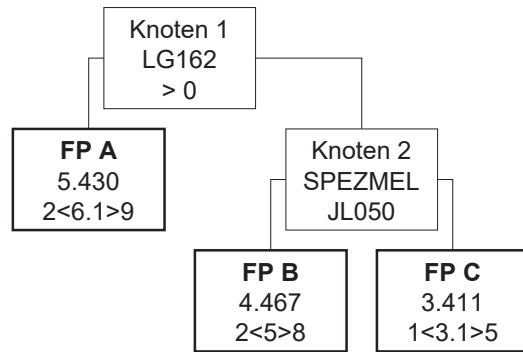 Knoten 1
LG162
> 0
FP A
5.430
2<6.1>9
Knoten 2
SPEZMEL
JL050
FP B
4.467
2<5>8
FP C
3.411
1<3.1>5